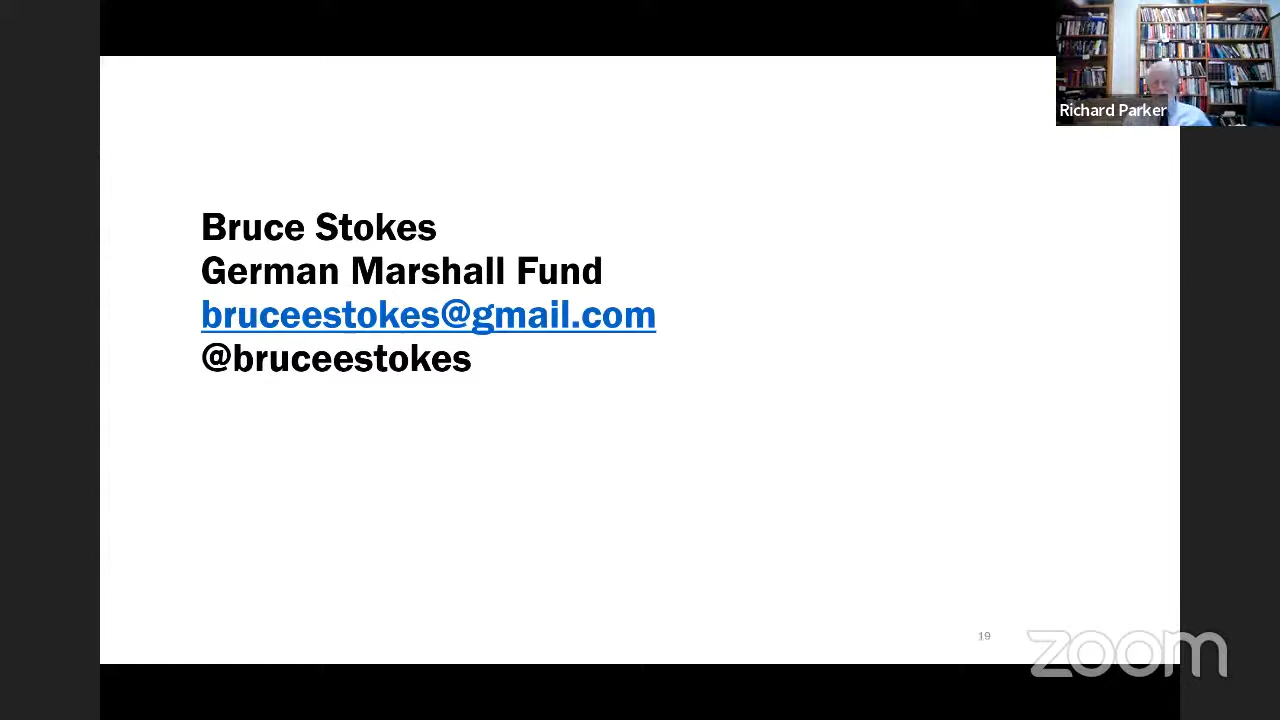 Richard Parker
Bruce Stokes
German Marshall Fund
bruceestokes@gmail.com
@bruceestokes
19
zoom